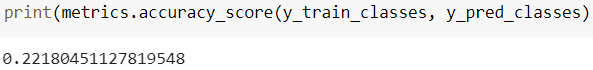 print(metrics.accuracy_score(y_train_classes, y_pred_classes)
0.22180451127819548